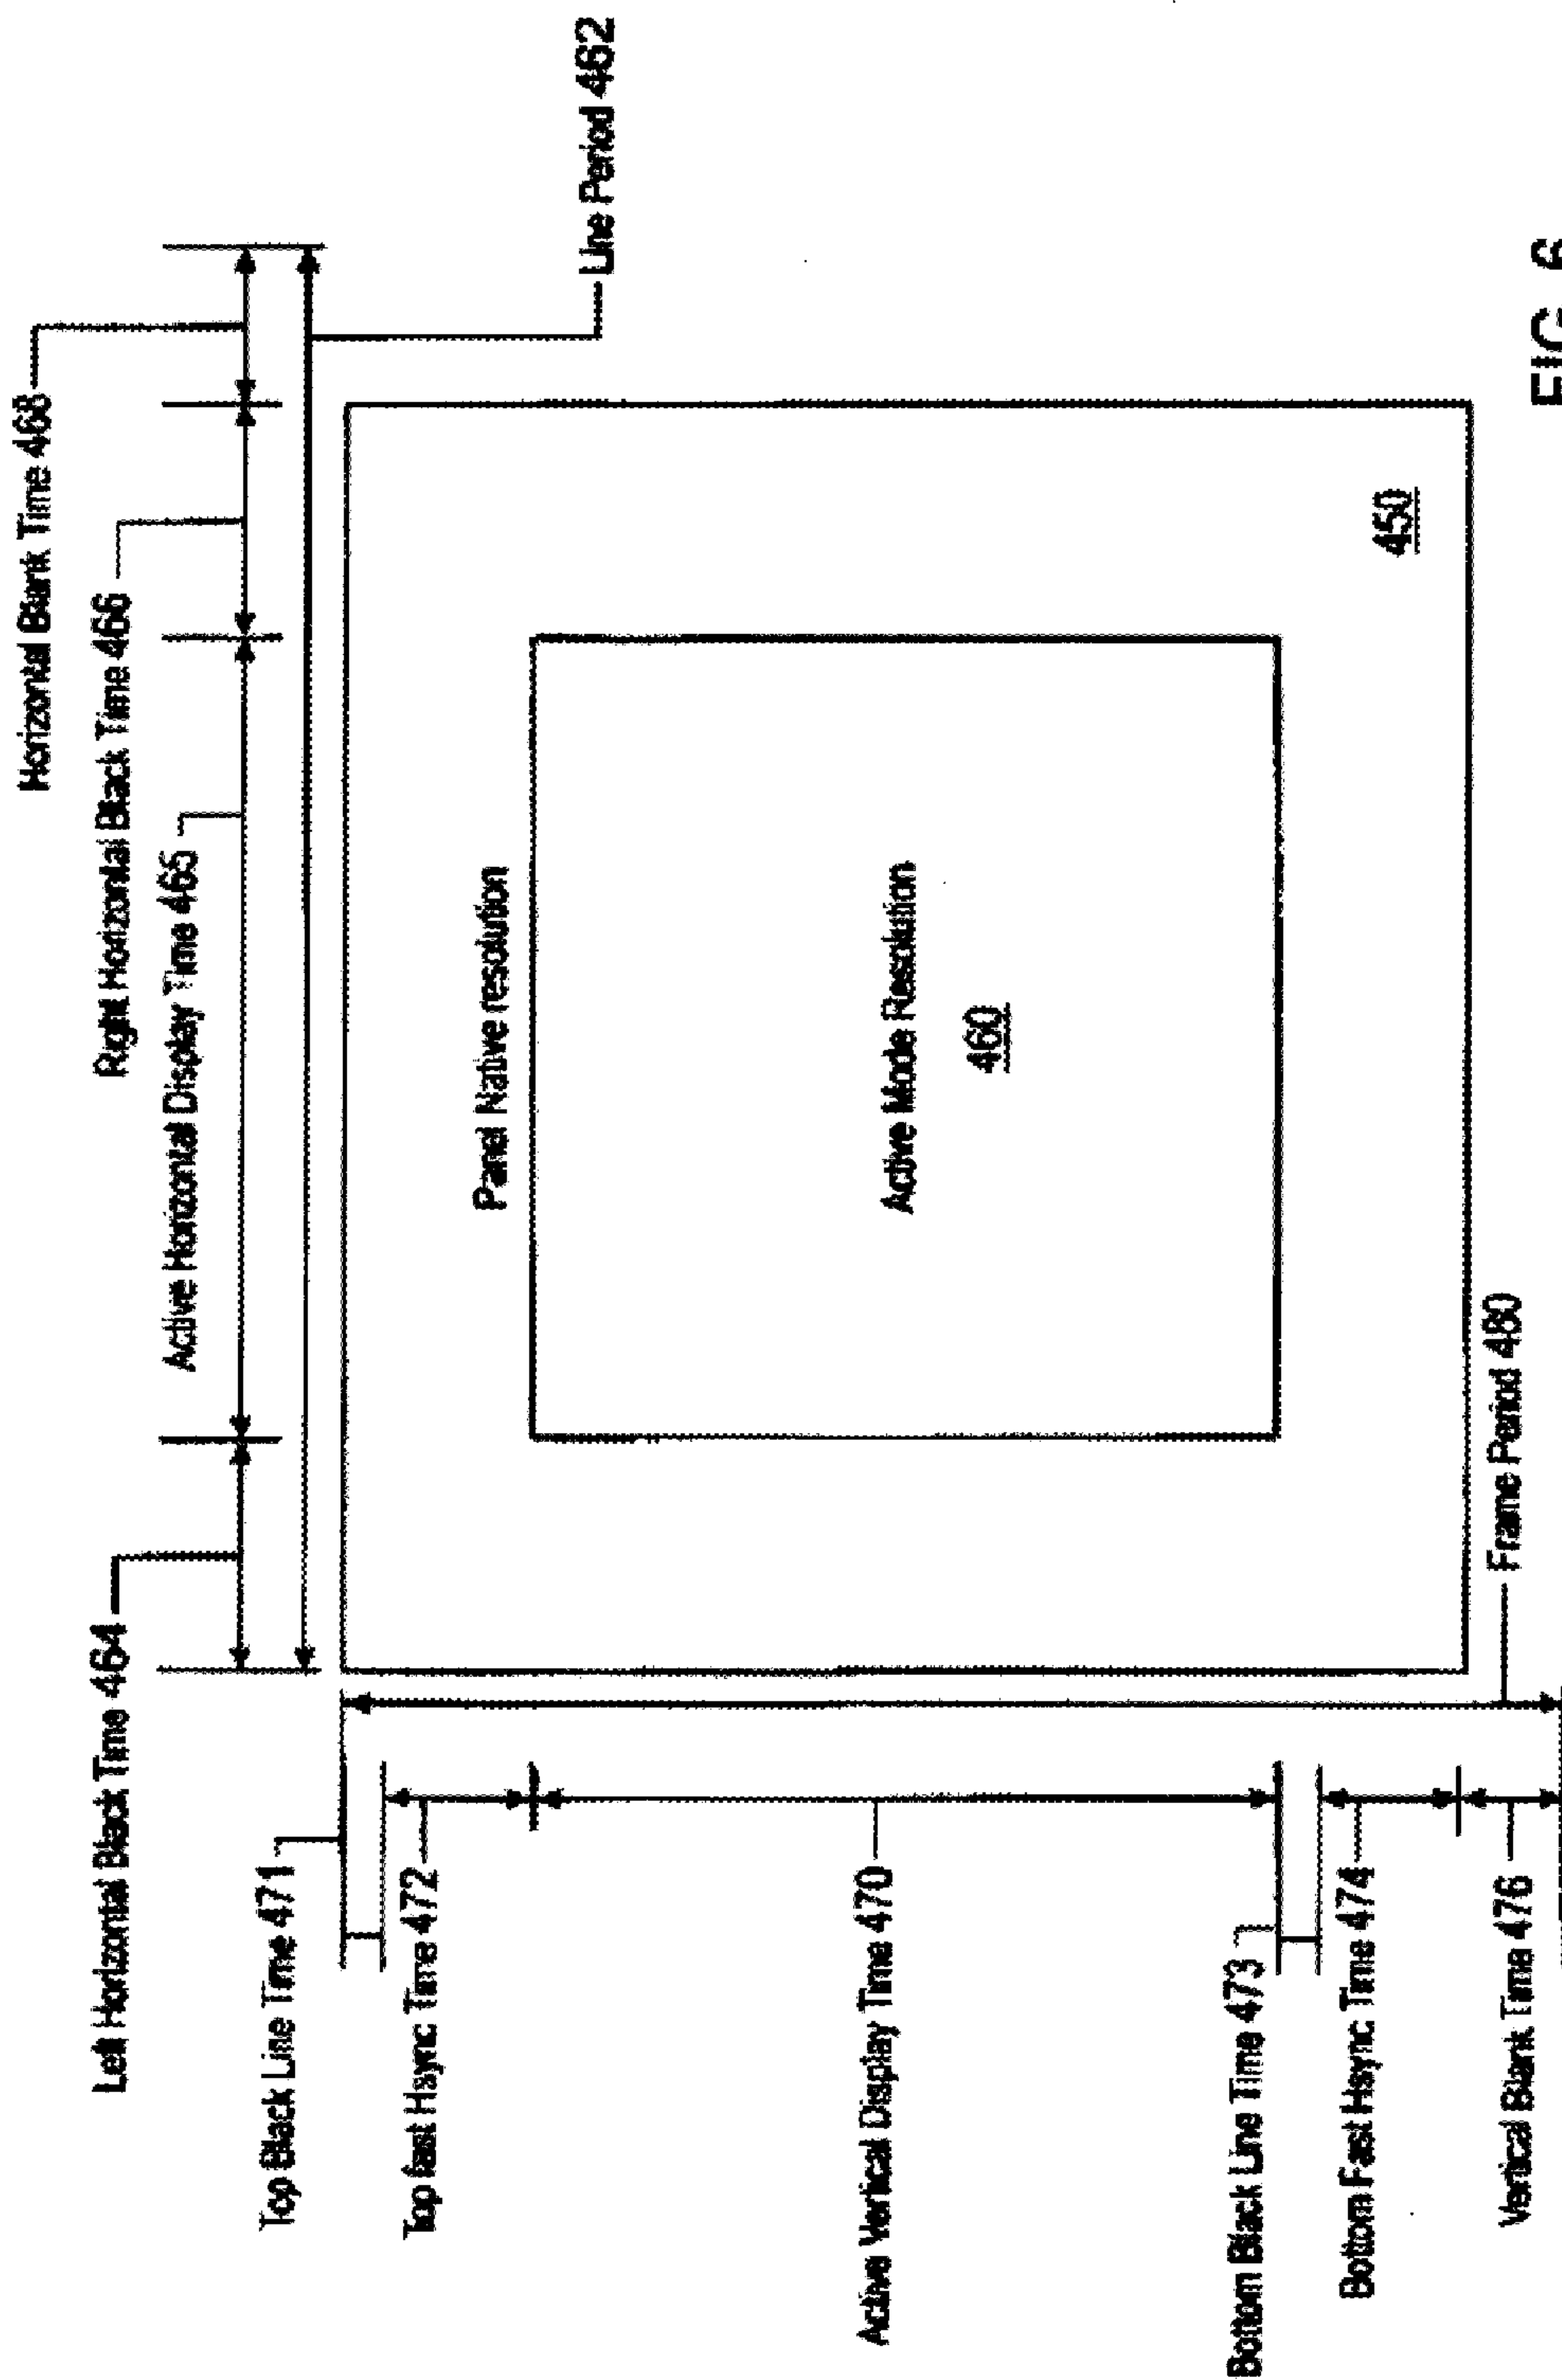 Horizontal Blank Time 468
Right Horizontal Black Time 466
Left Horizontal Black Time 464
Active Horizontal Display Time 465
Line Period 462
Top Black Line Time 471
Top fast Hsync Time 472
Panel Native resolution
Active Vertical Display Time 470
Active Mode Resolution
460
Bottom Black Line Time 473
Bottom Fast Hsync Time 474
450
Frame Period 480
Vertical Blank Time 476
FIG. 6